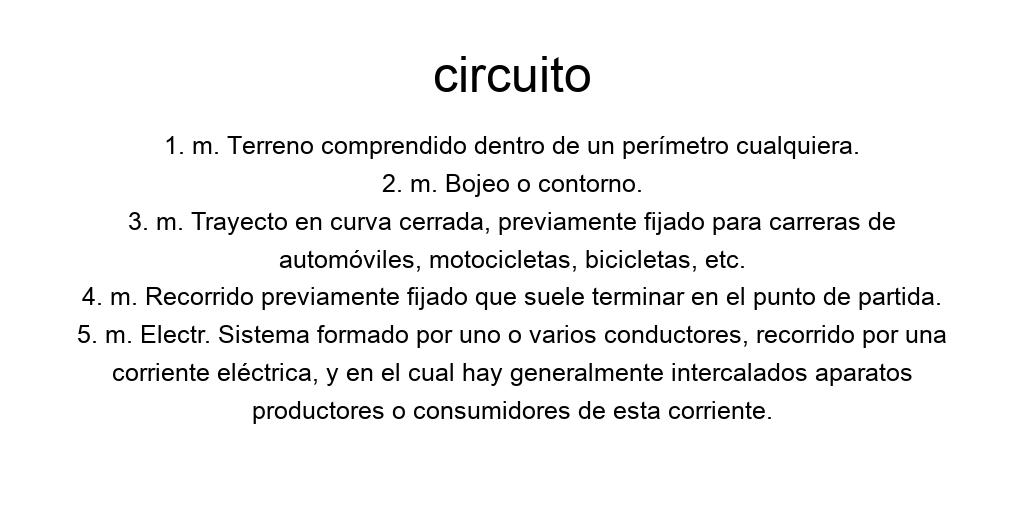 circuito
1. m. Terreno comprendido dentro de un perímetro cualquiera.
2. m. Bojeo o contorno.
3. m. Trayecto en curva cerrada, previamente fijado para carreras de
automóviles, motocicletas, bicicletas, etc.
4. m. Recorrido previamente fijado que suele terminar en el punto de partida.
5. m. Electr. Sistema formado por uno o varios conductores, recorrido por una
corriente eléctrica, y en el cual hay generalmente intercalados aparatos
productores o consumidores de esta corriente.